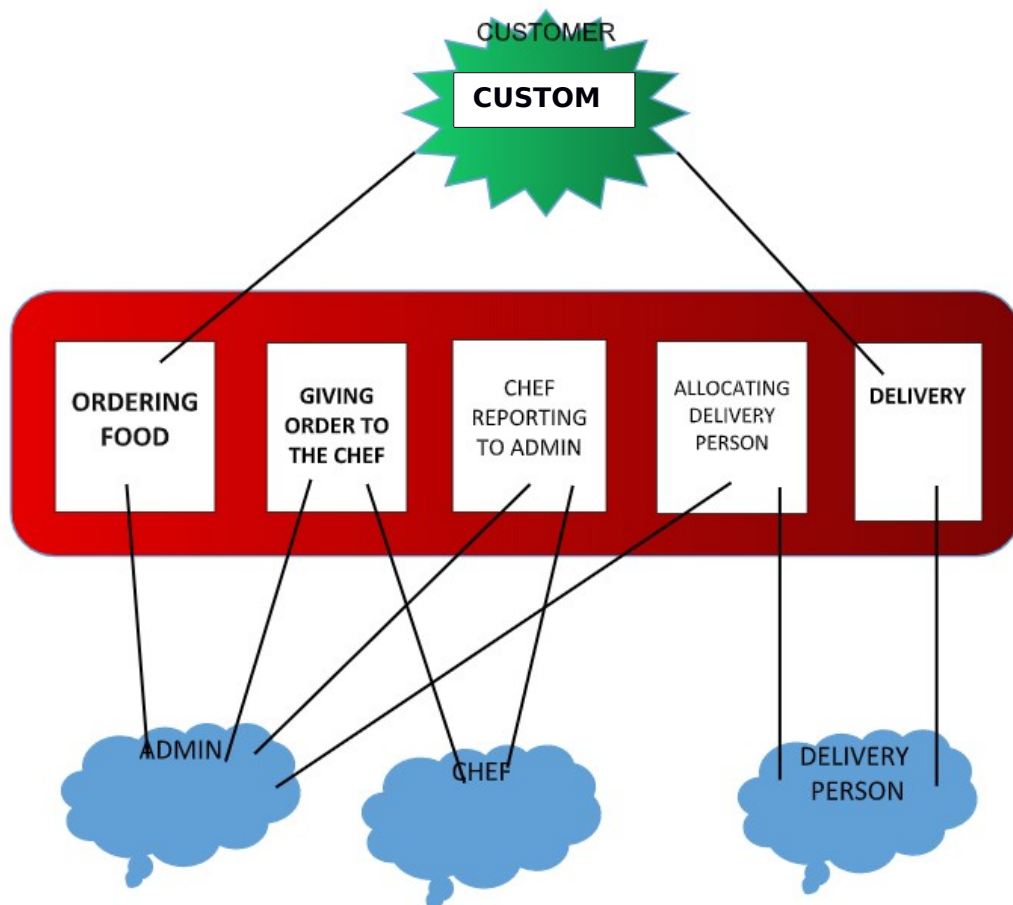 CUSTOMER
CUSTOM
ORDERING
FOOD
GIVING
ORDER TO
THE CHEF
CHEF
REPORTING
TO ADMIN
ALLOCATING
DELIVERY
PERSON
DELIVERY
ADMIN
CHEF
DELIVERY
PERSON